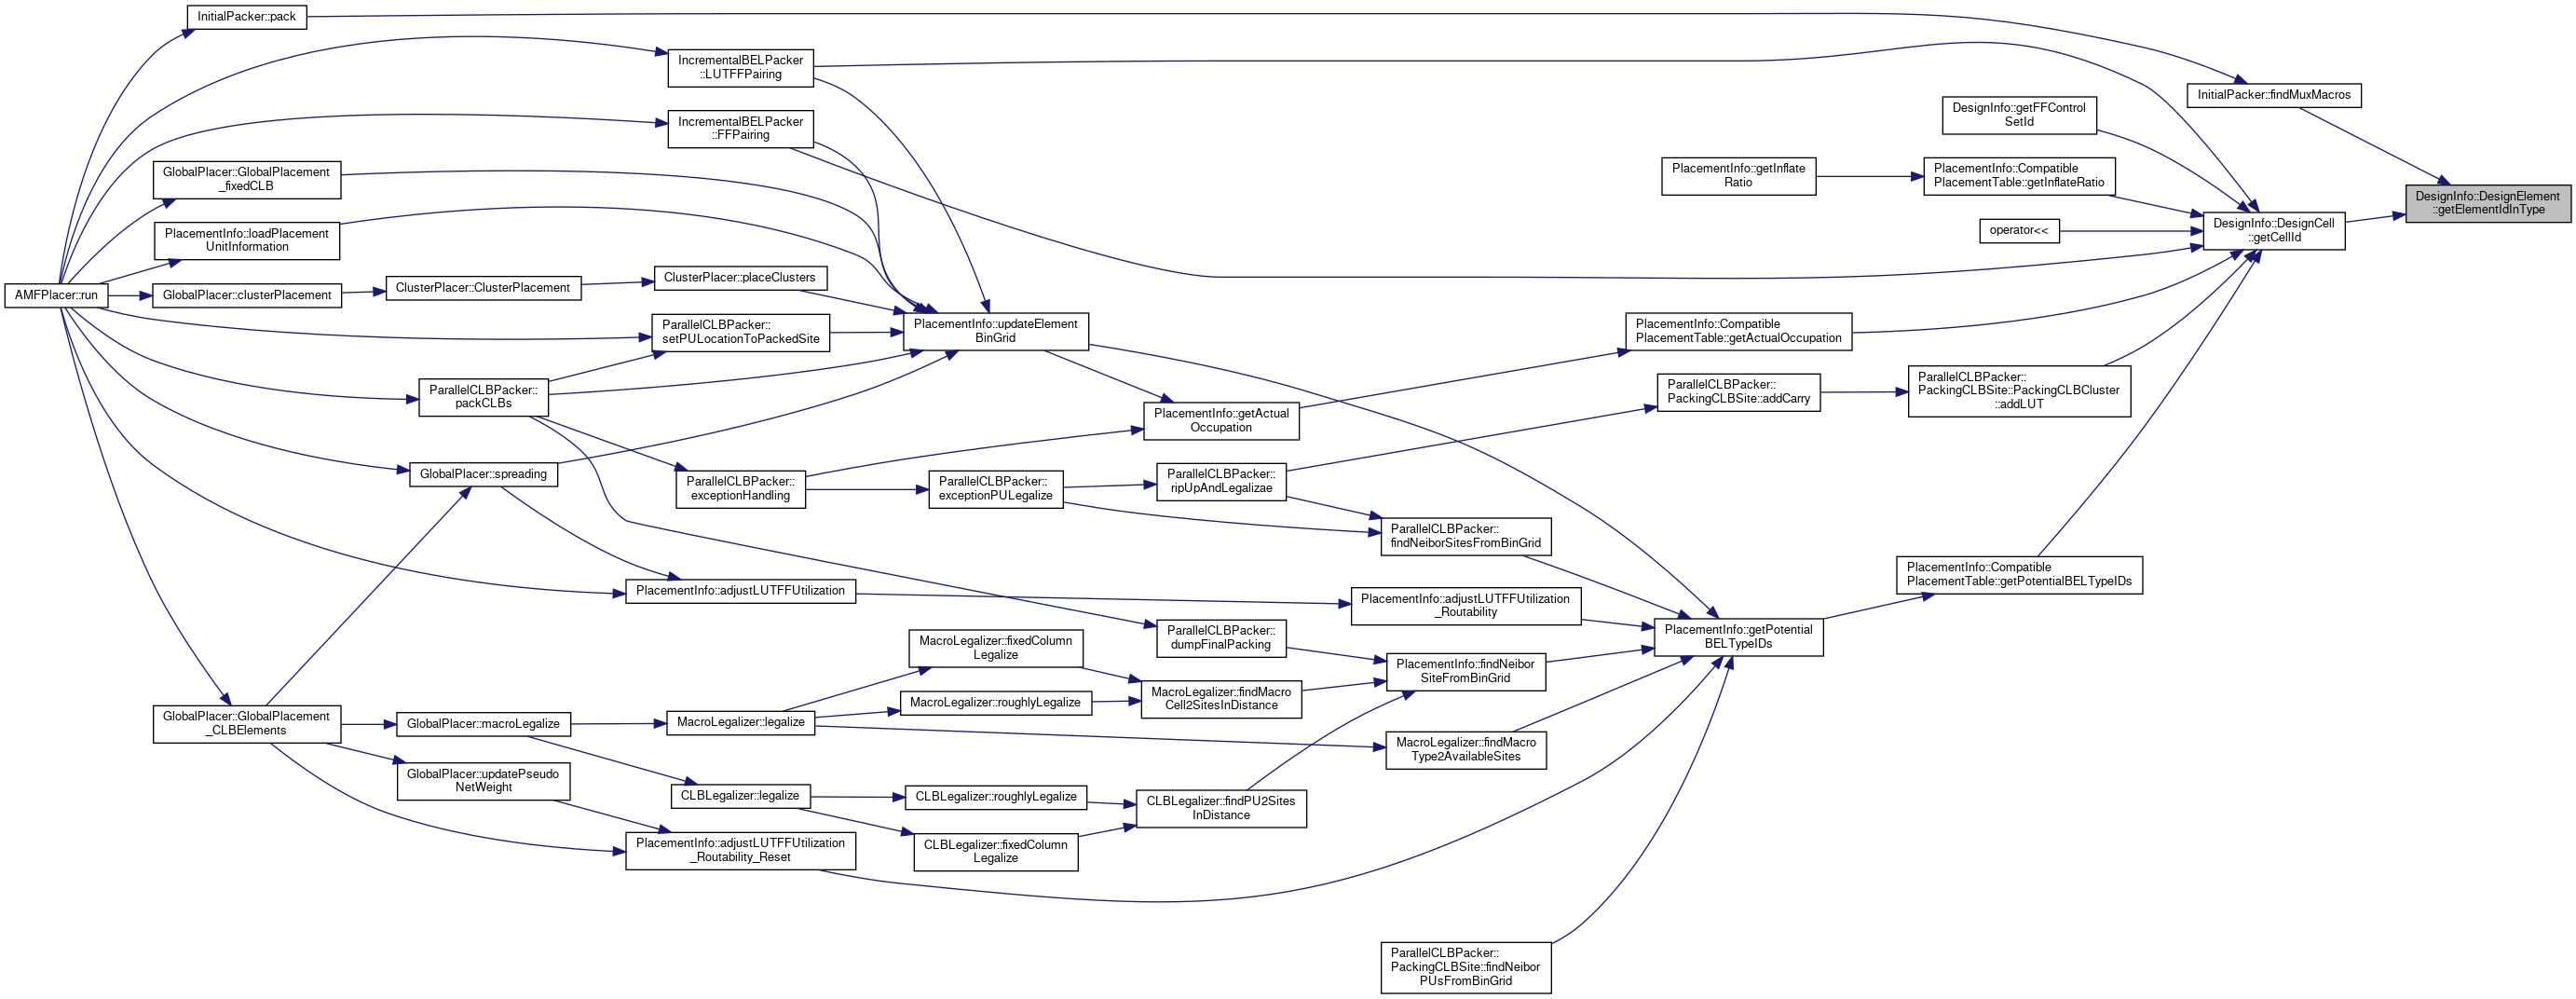 InitialPacker::pack
IncrementalBELPacker
::LUTFFPairing
InitialPacker::findMuxMacros
DesignInfo::getFFControl
SetId
IncrementalBELPacker
::FFPairing
GlobalPlacer::GlobalPlacement
_fixedCLB
PlacementInfo::getInflate
Ratio
PlacementInfo::Compatible
PlacementTable::getInflateRatio
DesignInfo::DesignElement
::getElementIdInType
PlacementInfo::loadPlacement
UnitInformation
operator<<
DesignInfo::DesignCell
::getCellId
AMFPlacer::run
GlobalPlacer::clusterPlacement
ClusterPlacer::ClusterPlacement
ClusterPlacer::placeClusters
ParallelCLBPacker::
setPULocationToPackedSite
PlacementInfo::updateElement
BinGrid
PlacementInfo::Compatible
PlacementTable::getActualOccupation
ParallelCLBPacker::
packCLBs
PlacementInfo::getActual
Occupation
ParallelCLBPacker::
PackingCLBSite::addCarry
ParallelCLBPacker::
PackingCLBSite::PackingCLBCluster
::addLUT
GlobalPlacer::spreading
ParallelCLBPacker::
exceptionHandling
ParallelCLBPacker::
exceptionPULegalize
ParallelCLBPacker::
ripUpAndLegalizae
ParallelCLBPacker::
findNeiborSitesFromBinGrid
PlacementInfo::Compatible
PlacementTable::getPotentialBELTypeIDs
PlacementInfo::adjustLUTFFUtilization
PlacementInfo::adjustLUTFFUtilization
_Routability
ParallelCLBPacker::
dumpFinalPacking
PlacementInfo::getPotential
BELTypeIDs
MacroLegalizer::fixedColumn
Legalize
PlacementInfo::findNeibor
SiteFromBinGrid
MacroLegalizer::roughlyLegalize
MacroLegalizer::findMacro
Cell2SitesInDistance
GlobalPlacer::GlobalPlacement
_CLBElements
GlobalPlacer::macroLegalize
MacroLegalizer::legalize
MacroLegalizer::findMacro
Type2AvailableSites
GlobalPlacer::updatePseudo
NetWeight
CLBLegalizer::legalize
CLBLegalizer::roughlyLegalize
CLBLegalizer::findPU2Sites
InDistance
PlacementInfo::adjustLUTFFUtilization
_Routability_Reset
CLBLegalizer::fixedColumn
Legalize
ParallelCLBPacker::
PackingCLBSite::findNeibor
PUsFromBinGrid